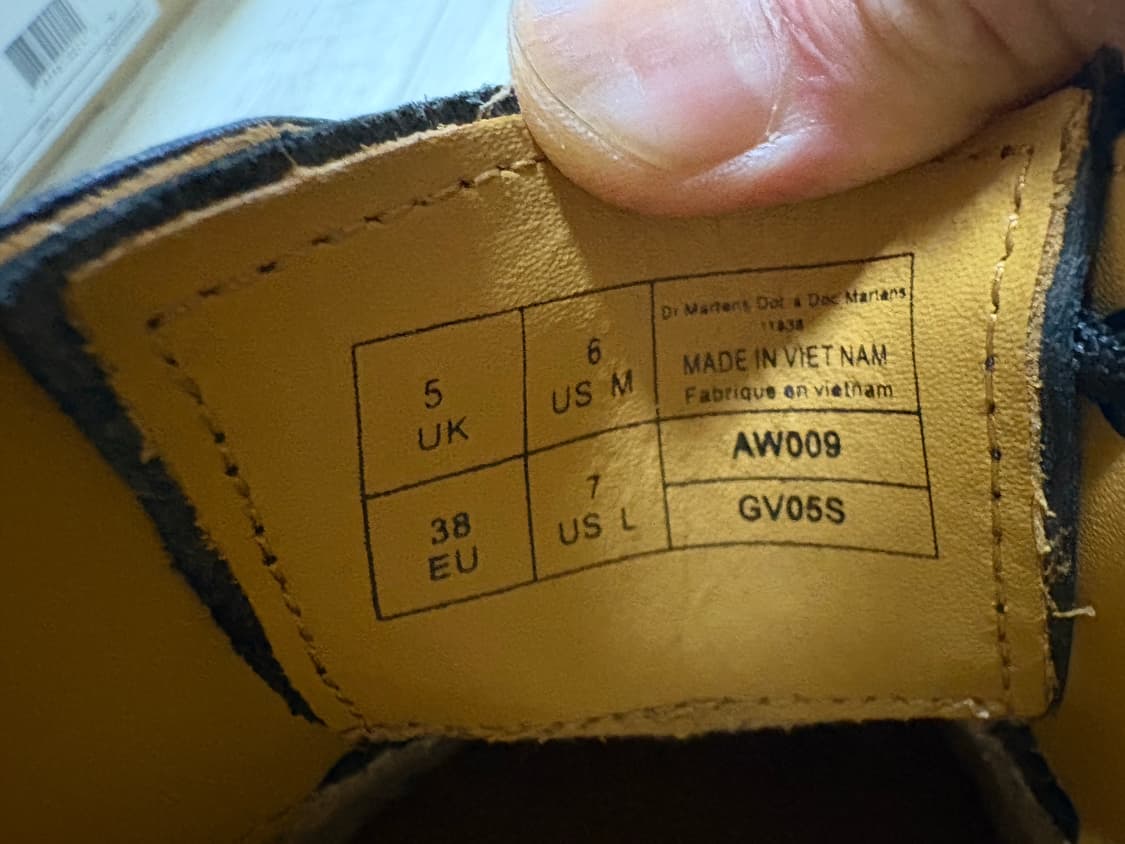 5
UK
6
US M
Dr Martens Dot & Doc Martens
11838
MADE IN VIET NAM
Fabrique en vietnam
38
EU
7
US L
AW009
GV05S